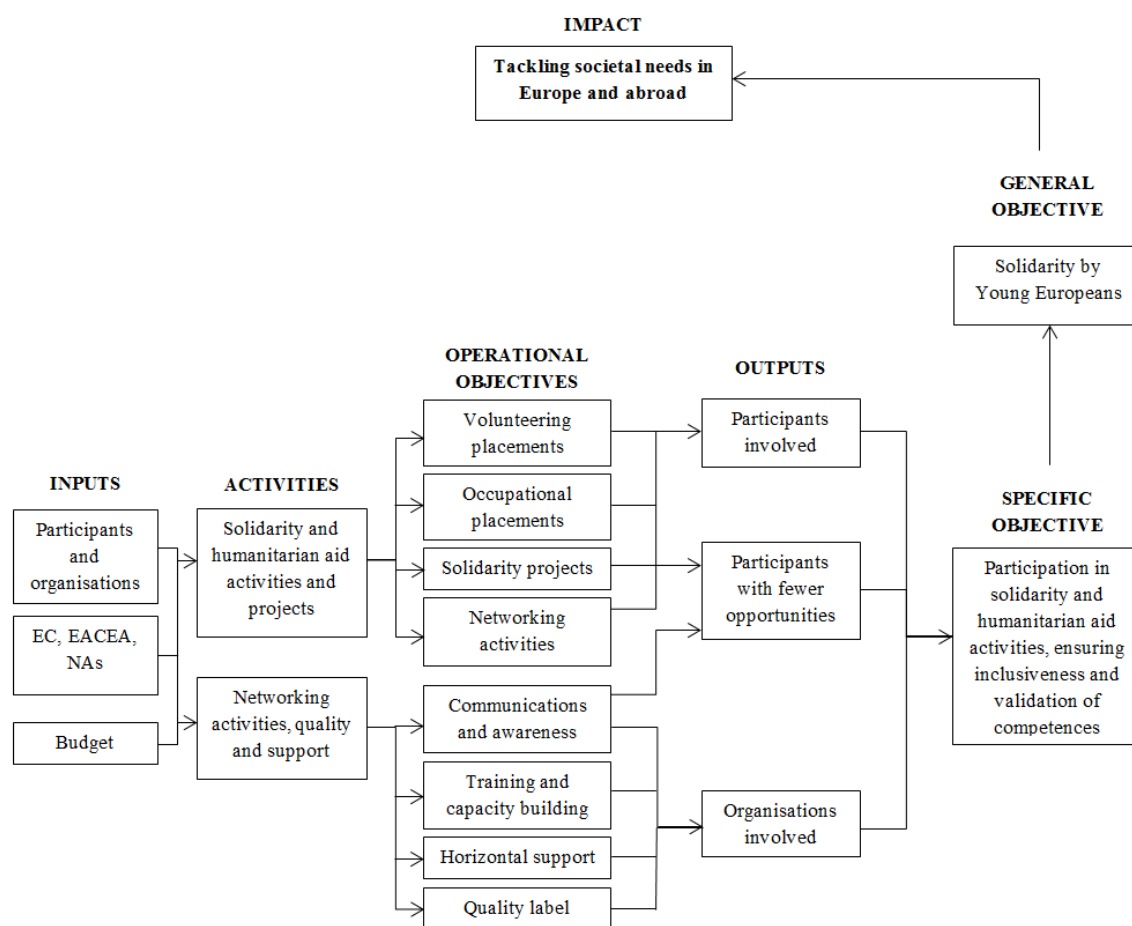 IMPACT
Tackling societal needs in
Europe and abroad
GENERAL
OBJECTIVE
Solidarity by
Young Europeans
INPUTS
Participants
and
organisations
EC, EACEA,
NAs
Budget
ACTIVITIES
Solidarity and
humanitarian aid
activities and
projects
Networking
activities, quality
and support
OPERATIONAL
OBJECTIVES
Volunteering
placements
Occupational
placements
Solidarity projects
Networking
activities
Communications
and awareness
Training and
capacity building
Horizontal support
Quality label
OUTPUTS
Participants
involved
Participants
with fewer
opportunities
Organisations
involved
SPECIFIC
OBJECTIVE
Participation in
solidarity and
humanitarian aid
activities, ensuring
inclusiveness and
validation of
competences